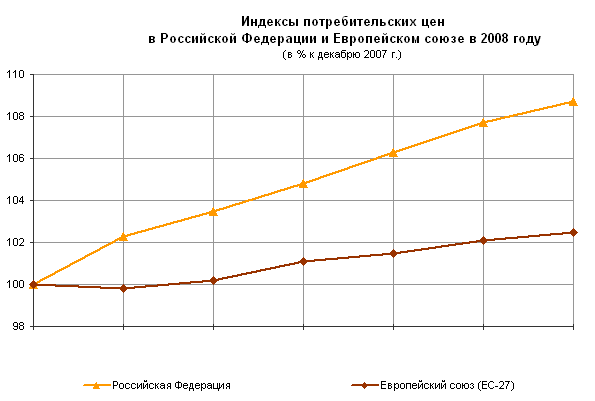 Индексы потребительских цен
в Российской Федерации и Европейском союзе в 2008 году
(в % к декабрю 2007 г.)
110
108
106
104
102
100
98
Российская Федерация
Европейский союз (ЕС-27)